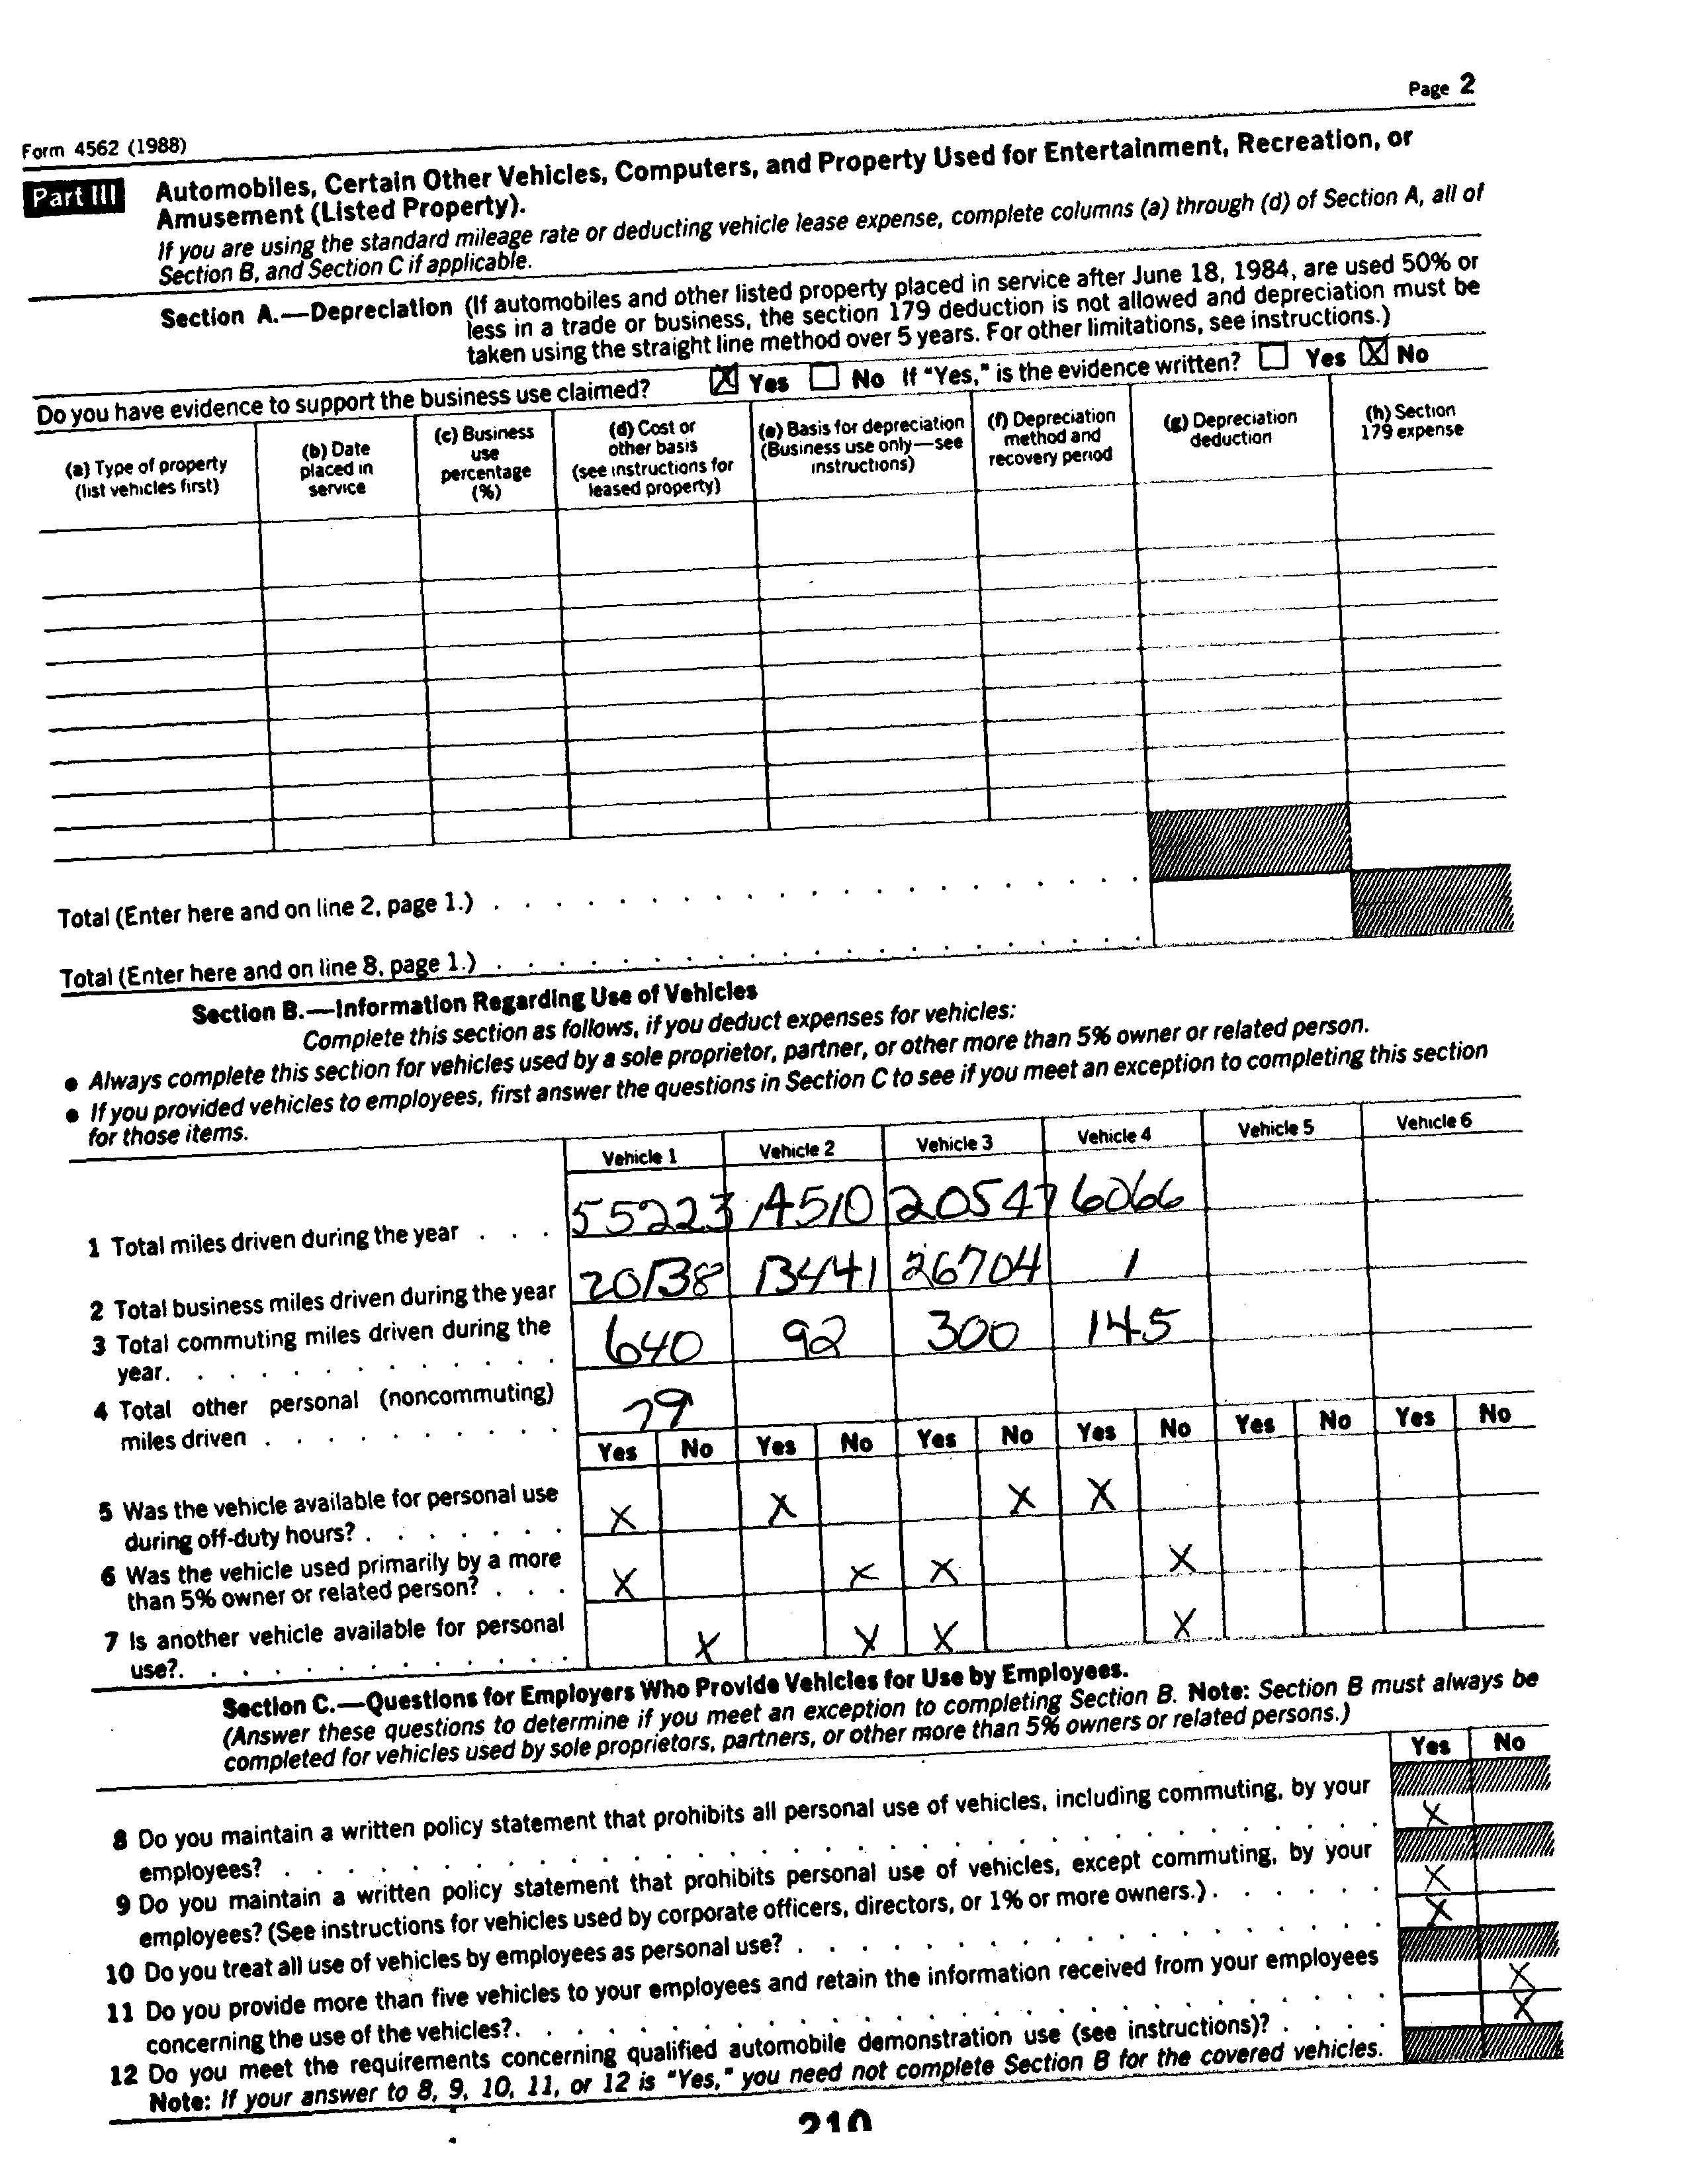 Page 2
Form 4562 (1988)
Part III Automobiles, Certain Other Vehicles, Computers, and Property Used for Entertainment, Recreation, or
Amusement (Listed Property).
If you are using the standard mileage rate or deducting vehicle lease expense, complete columns (a) through (d) of Section A, all of
Section B, and Section C if applicable.
Section A.—Depreciation (If automobiles and other listed property placed in service after June 18, 1984, are used 50% or
less in a trade or business, the section 179 deduction is not allowed and depreciation must be
taken using the straight line method over 5 years. For other limitations, see instructions.)
Do you have evidence to support the business use claimed? X Yes No If "Yes," is the evidence written? Yes X No
(a) Type of property
(list vehicles first)
(b) Date
placed in
service
(c) Business
use
percentage
(%)
(d) Cost or
other basis
(see instructions for
leased property)
(e) Basis for depreciation
(Business use only—see
instructions)
(f) Depreciation
method and
recovery period
(g) Depreciation
deduction
(h) Section
179 expense
Total (Enter here and on line 2, page 1.)
Total (Enter here and on line 8, page 1.)
Section B.—Information Regarding Use of Vehicles
Complete this section as follows, if you deduct expenses for vehicles:
● Always complete this section for vehicles used by a sole proprietor, partner, or other more than 5% owner or related person.
● If you provided vehicles to employees, first answer the questions in Section C to see if you meet an exception to completing this section
for those items.
Vehicle 1 Vehicle 2 Vehicle 3 Vehicle 4 Vehicle 5 Vehicle 6
1 Total miles driven during the year . . . 55223 14510 20547 6066
2 Total business miles driven during the year 20138 13441 26704 1
3 Total commuting miles driven during the
year. . . . . . . . . . . 640 92 300 145
4 Total other personal (noncommuting)
miles driven . . . . . . . . . . 79
Yes No Yes No Yes No Yes No Yes No Yes No
5 Was the vehicle available for personal use
during off-duty hours? . . . . . . . X X X X
6 Was the vehicle used primarily by a more
than 5% owner or related person? . . . X X X X
7 Is another vehicle available for personal
use?. . . . . . . . . . . . . X X X X
Section C.—Questions for Employers Who Provide Vehicles for Use by Employees.
(Answer these questions to determine if you meet an exception to completing Section B. Note: Section B must always be
completed for vehicles used by sole proprietors, partners, or other more than 5% owners or related persons.)
Yes No
8 Do you maintain a written policy statement that prohibits all personal use of vehicles, including commuting, by your
employees? X
9 Do you maintain a written policy statement that prohibits personal use of vehicles, except commuting, by your
employees? (See instructions for vehicles used by corporate officers, directors, or 1% or more owners.) . . . . . . X
10 Do you treat all use of vehicles by employees as personal use? X
11 Do you provide more than five vehicles to your employees and retain the information received from your employees
concerning the use of the vehicles?. X
12 Do you meet the requirements concerning qualified automobile demonstration use (see instructions)? . . . . X
Note: If your answer to 8, 9, 10, 11, or 12 is "Yes," you need not complete Section B for the covered vehicles.
210